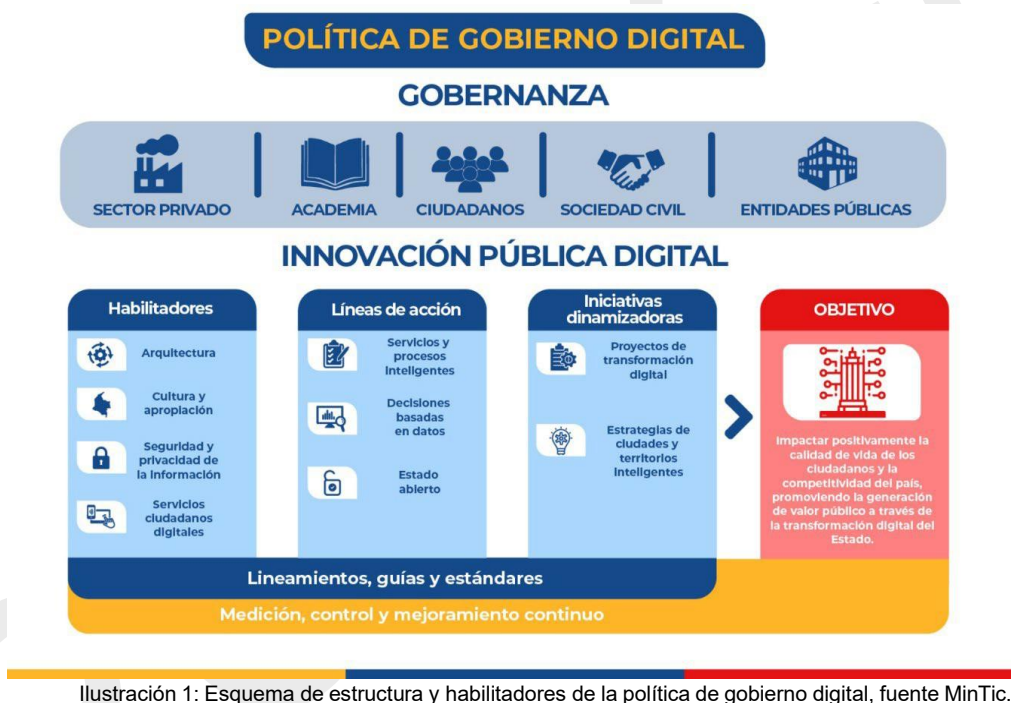 POLÍTICA DE GOBIERNO DIGITAL
GOBERNANZA
SECTOR PRIVADO
ACADEMIA
CIUDADANOS
SOCIEDAD CIVIL
ENTIDADES PÚBLICAS
INNOVACIÓN PÚBLICA DIGITAL
Habilitadores
Arquitectura
Cultura y
apropiación
Seguridad y
privacidad de
la Información
Servicios
ciudadanos
digitales
Líneas de acción
Servicios y
procesos
Inteligentes
Decisiones
basadas
en datos
Estado
abierto
Iniciativas
dinamizadoras
Proyectos de
transformación
digital
Estrategias de
ciudades y
territorios
Inteligentes
OBJETIVO
Impactar positivamente la
calidad de vida de los
ciudadanos y la
competitividad del país,
promoviendo la generación
de valor público a través de
la transformación digital del
Estado.
Lineamientos, guías y estándares
Medición, control y mejoramiento continuo
Ilustración 1: Esquema de estructura y habilitadores de la política de gobierno digital, fuente MinTic.